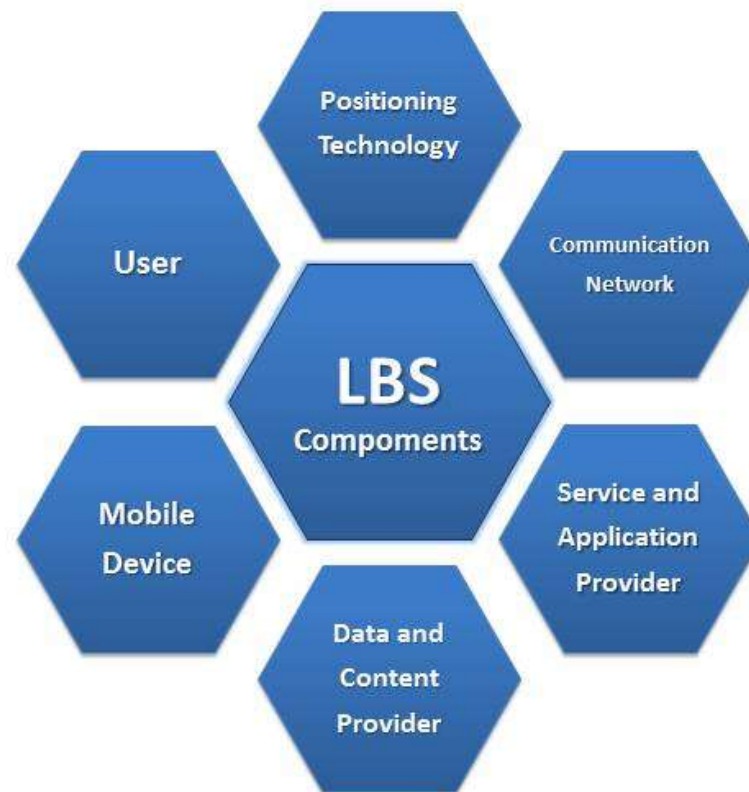 Positioning
Technology
User
Communication
Network
LBS
Compoments
Mobile
Device
Service and
Application
Provider
Data and
Content
Provider